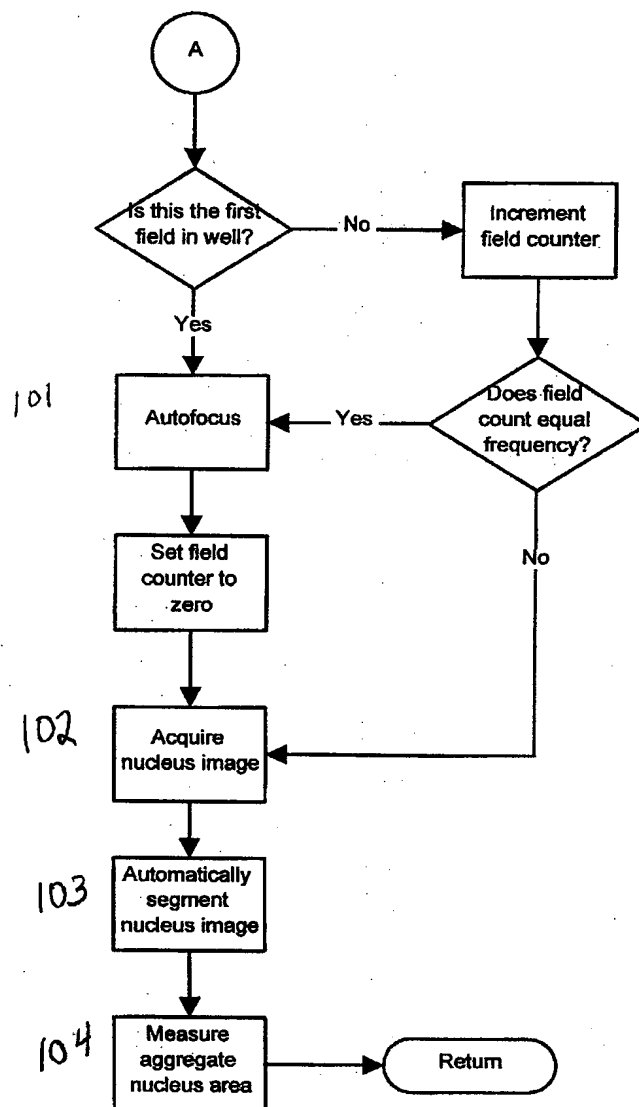 A
Is this the first
field in well?
No
Increment
field counter
Yes
101
Autofocus
Yes
Does field
count equal
frequency?
Set field
counter to
zero
No
102
Acquire
nucleus image
103
Automatically
segment
nucleus image
104
Measure
aggregate
nucleus area
Return